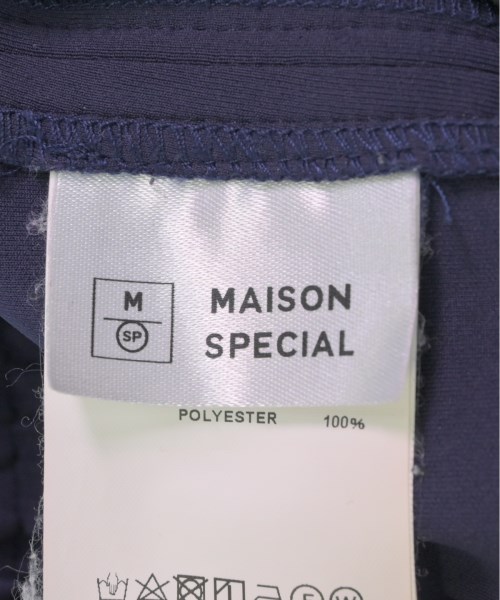 M
SP
MAISON
SPECIAL
POLYESTER 100%